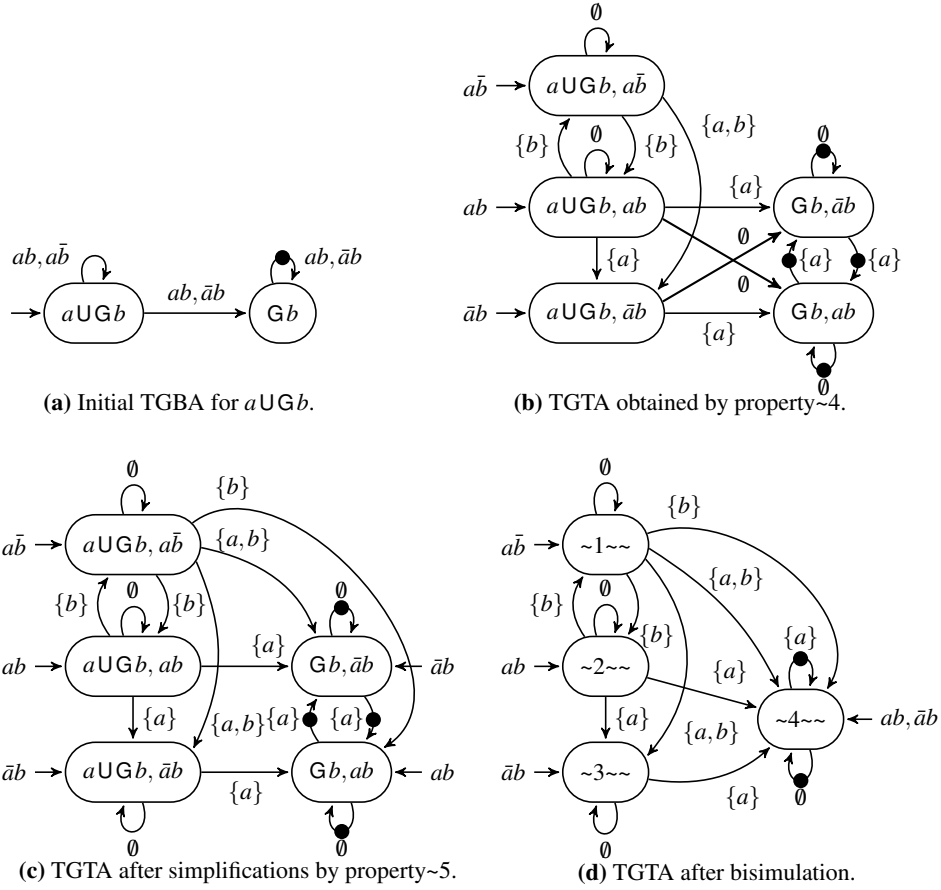 ab, ab̄
ab, āb
ab, āb
aUGb
Gb
(a) Initial TGBA for aUGb.
∅
ab̄
aUGb, ab̄
{a,b}
{b}
∅
{b}
∅
ab
aUGb, ab
{a}
Gb, āb
{a}
∅
{a}
{a}
∅
āb
aUGb, āb
{a}
Gb, ab
∅
(b) TGTA obtained by property~4.
∅
{b}
ab̄
aUGb, ab̄
{a,b}
{b}
∅
{b}
∅
ab
aUGb, ab
{a}
Gb, āb
āb
{a}
{a,b}
{a}
{a}
āb
aUGb, āb
{a}
Gb, ab
ab
∅
∅
(c) TGTA after simplifications by property~5.
∅
{b}
ab̄
~1~~
{a,b}
{b}
∅
{b}
ab
~2~~
{a}
{a}
{a}
{a,b}
~4~~
ab, āb
āb
~3~~
{a}
∅
∅
(d) TGTA after bisimulation.